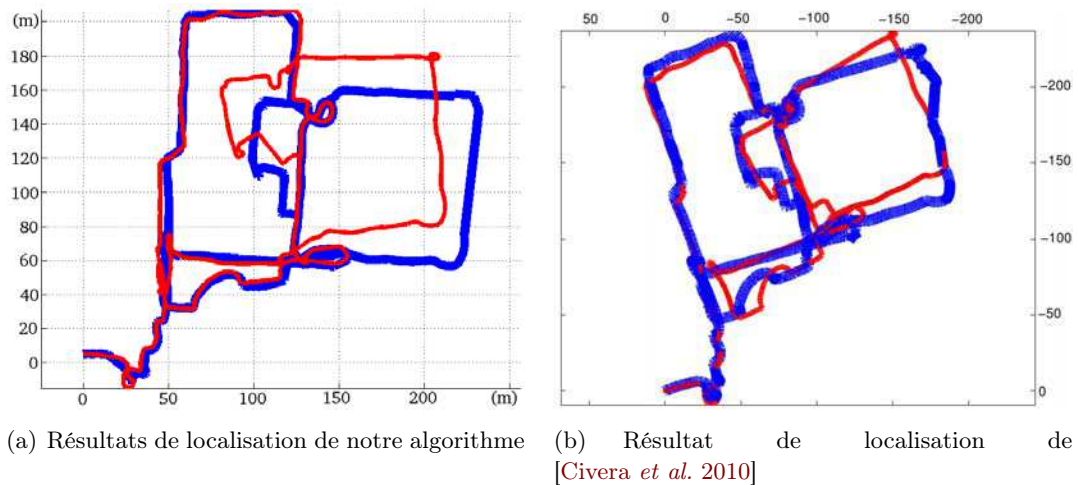 (m)
200
180
160
140
120
100
80
60
40
20
0
0 50 100 150 200 (m)
50 0 −50 −100 −150 −200
−200
−150
−100
−50
0
(a) Résultats de localisation de notre algorithme
(b) Résultat de localisation de
[Civera et al. 2010]